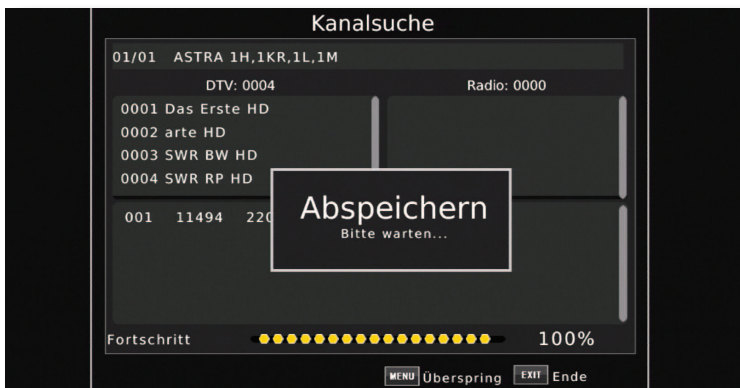 Kanalsuche
01/01 ASTRA 1H,1KR,1L,1M
DTV: 0004 Radio: 0000
0001 Das Erste HD
0002 arte HD
0003 SWR BW HD
0004 SWR RP HD
001 11494 220
Abspeichern
Bitte warten...
Fortschritt 100%
MENU Überspring EXIT Ende